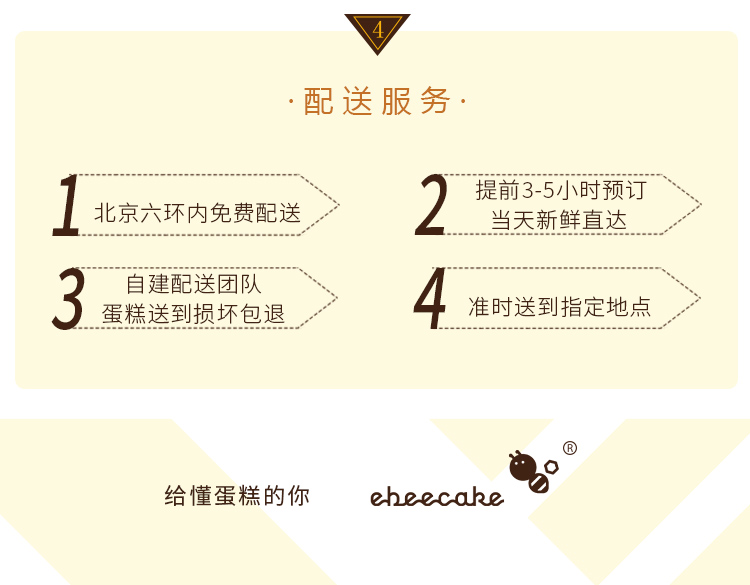 4
·配送服务·
1 北京六环内免费配送
2 提前3-5小时预订
当天新鲜直达
3 自建配送团队
蛋糕送到损坏包退
4 准时送到指定地点
给懂蛋糕的你
ebeecake®